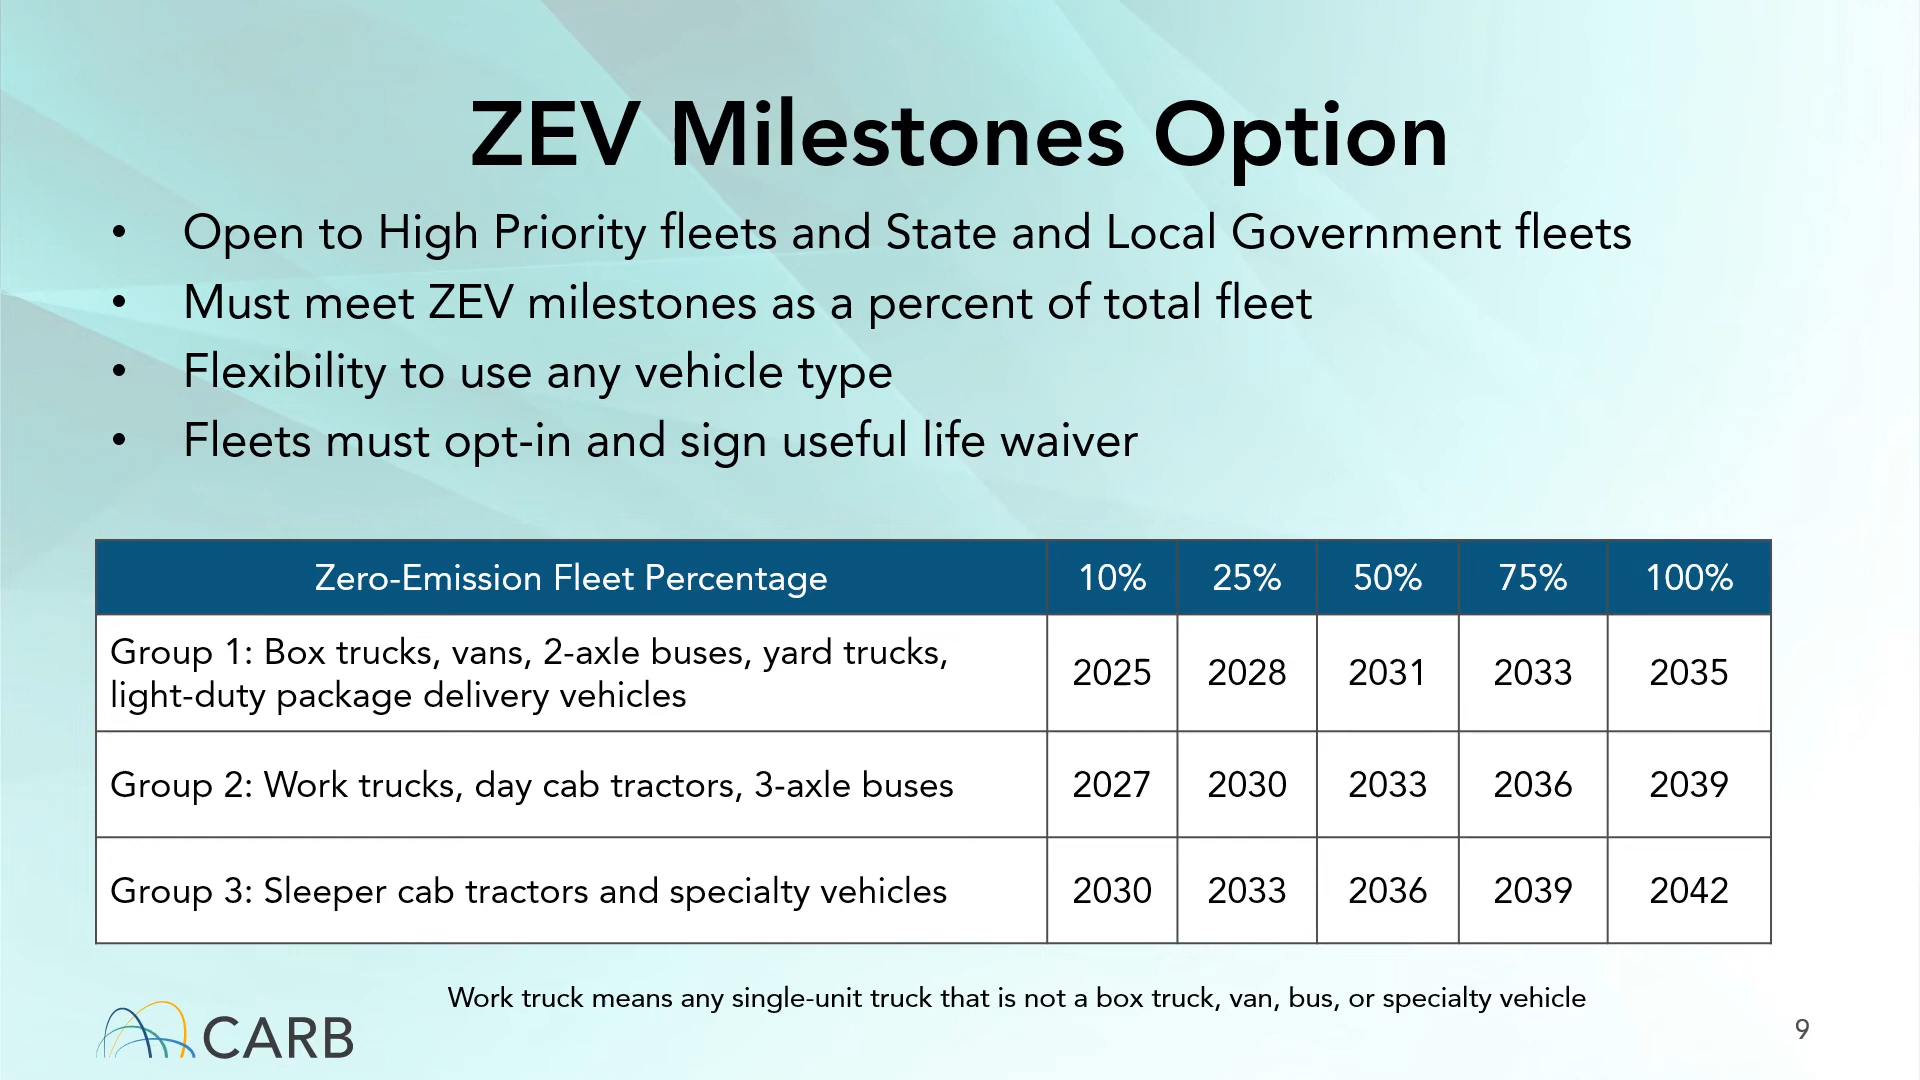 ZEV Milestones Option
• Open to High Priority fleets and State and Local Government fleets
• Must meet ZEV milestones as a percent of total fleet
• Flexibility to use any vehicle type
• Fleets must opt-in and sign useful life waiver
Zero-Emission Fleet Percentage 10% 25% 50% 75% 100%
Group 1: Box trucks, vans, 2-axle buses, yard trucks,
light-duty package delivery vehicles 2025 2028 2031 2033 2035
Group 2: Work trucks, day cab tractors, 3-axle buses 2027 2030 2033 2036 2039
Group 3: Sleeper cab tractors and specialty vehicles 2030 2033 2036 2039 2042
Work truck means any single-unit truck that is not a box truck, van, bus, or specialty vehicle
CARB
9